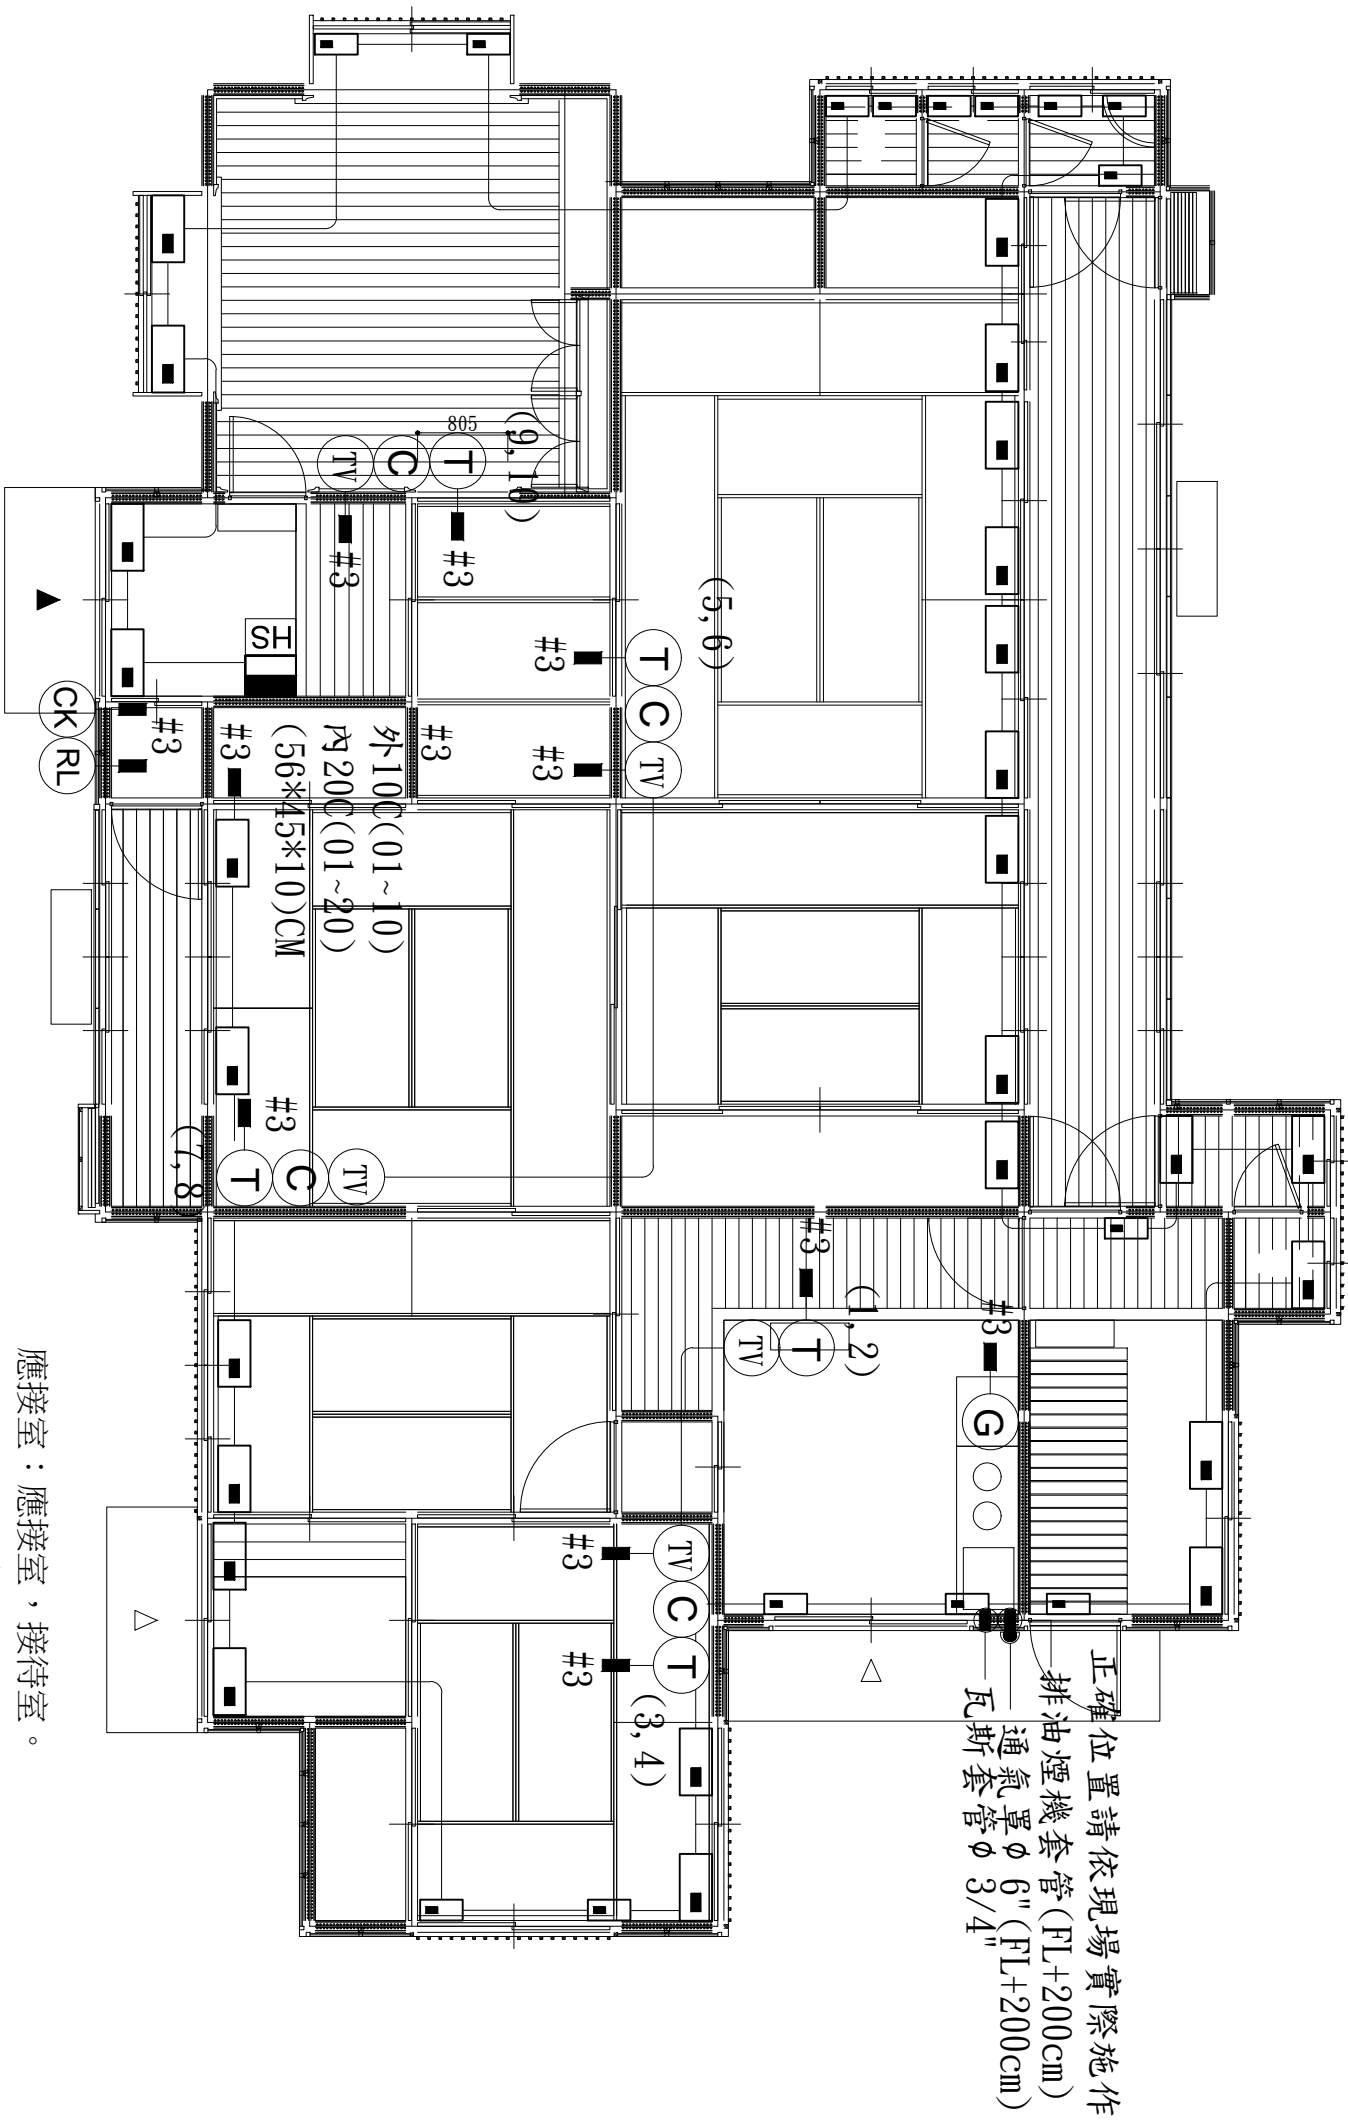 正確位置請依現場實際施作
排油煙機套管(FL+200cm)
通氣罩φ 6"(FL+200cm)
瓦斯套管φ 3/4"
#3
G
#3
(1,2)
T
TV
(5,6)
T
C
TV
#3
#3
TV
C
T
#3
#3
(3,4)
(9,10)
805
T
C
TV
#3
#3
SH
#3
外10C(01~10)
內20C(01~20)
(56*45*10)CM
#3
#3
CK
RL
#3
TV
C
T
(7,8)
應接室：應接室，接待室。